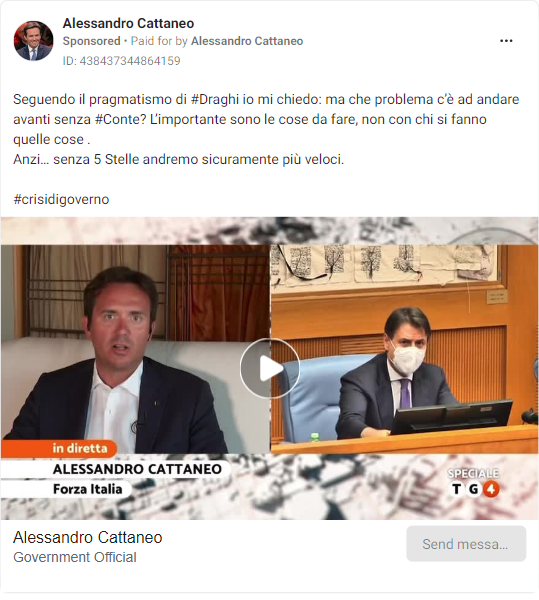 Alessandro Cattaneo
Sponsored • Paid for by Alessandro Cattaneo
ID: 438437344864159
Seguendo il pragmatismo di #Draghi io mi chiedo: ma che problema c'è ad andare
avanti senza #Conte? L'importante sono le cose da fare, non con chi si fanno
quelle cose .
Anzi... senza 5 Stelle andremo sicuramente più veloci.
#crisidigoverno
in diretta
ALESSANDRO CATTANEO
Forza Italia
SPECIALE
TG4
Alessandro Cattaneo
Government Official
Send messa...